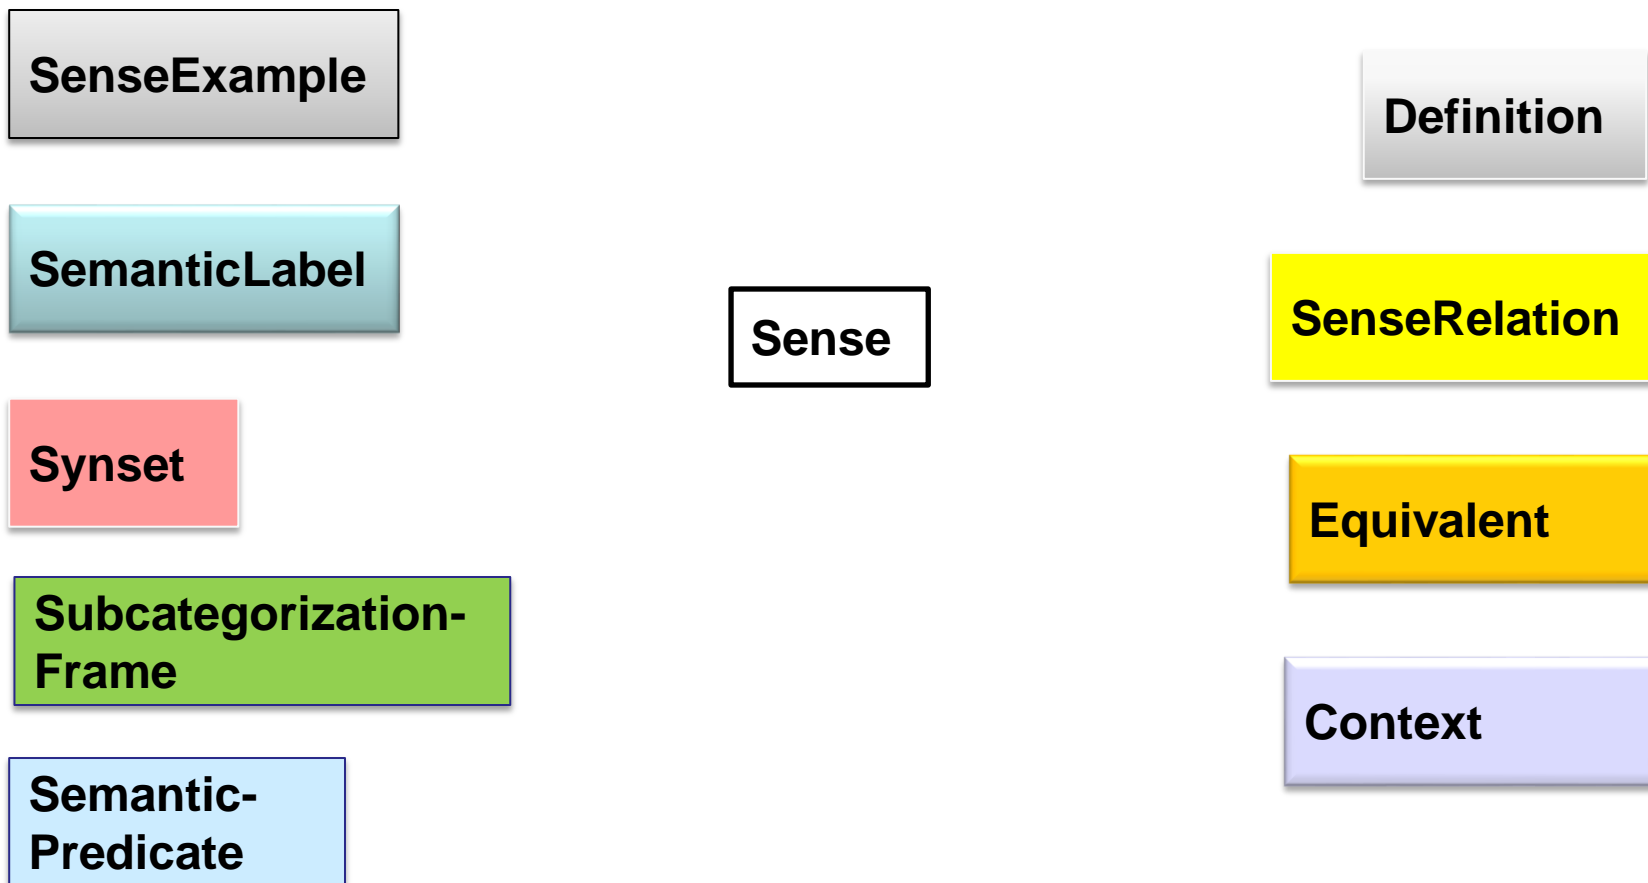 SenseExample
SemanticLabel
Synset
Subcategorization-
Frame
Semantic-
Predicate
Sense
Definition
SenseRelation
Equivalent
Context